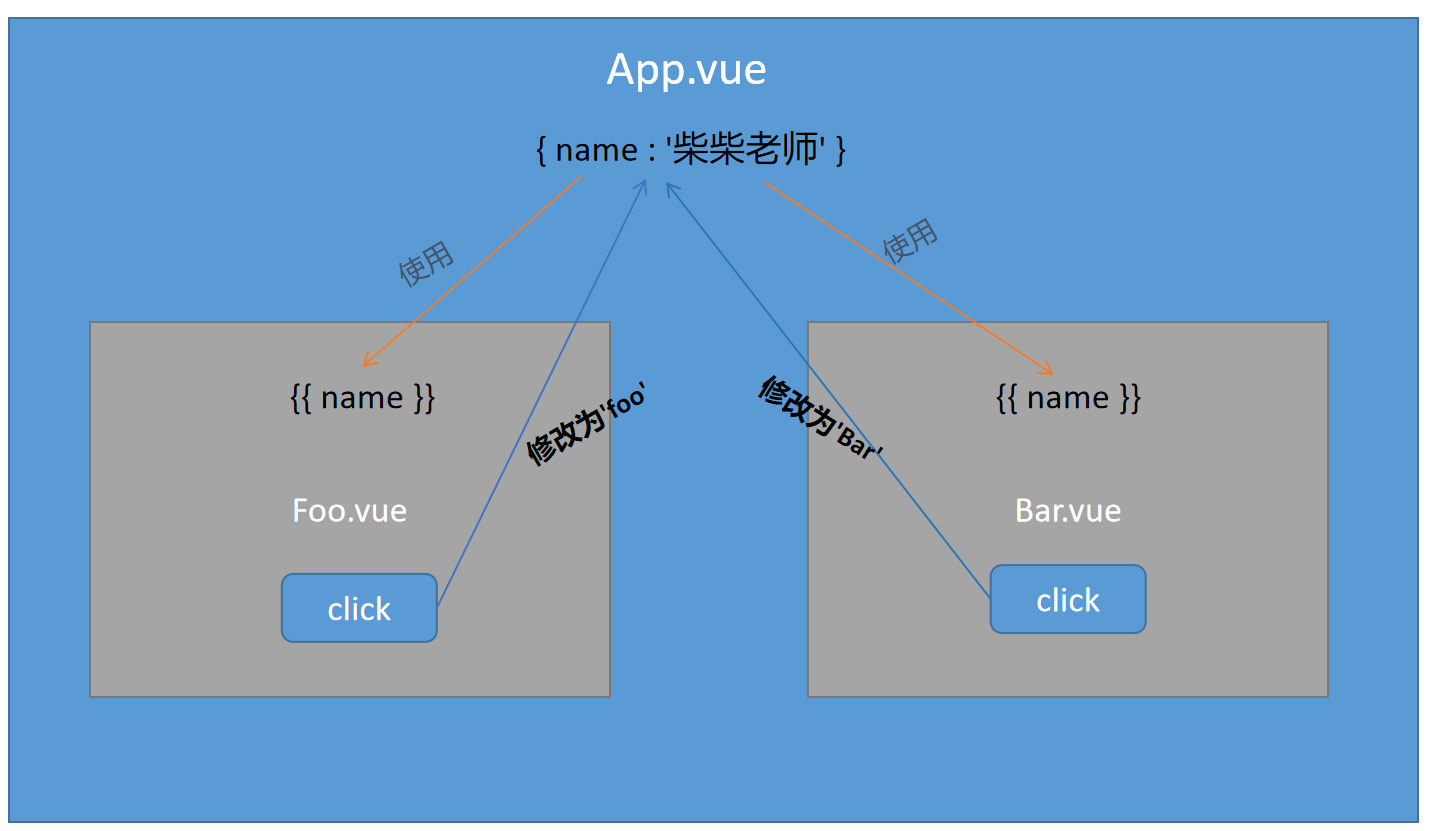 App.vue
{ name : '柴柴老师' }
使用
使用
{{ name }}
{{ name }}
修改为'foo'
修改为'Bar'
Foo.vue
Bar.vue
click
click